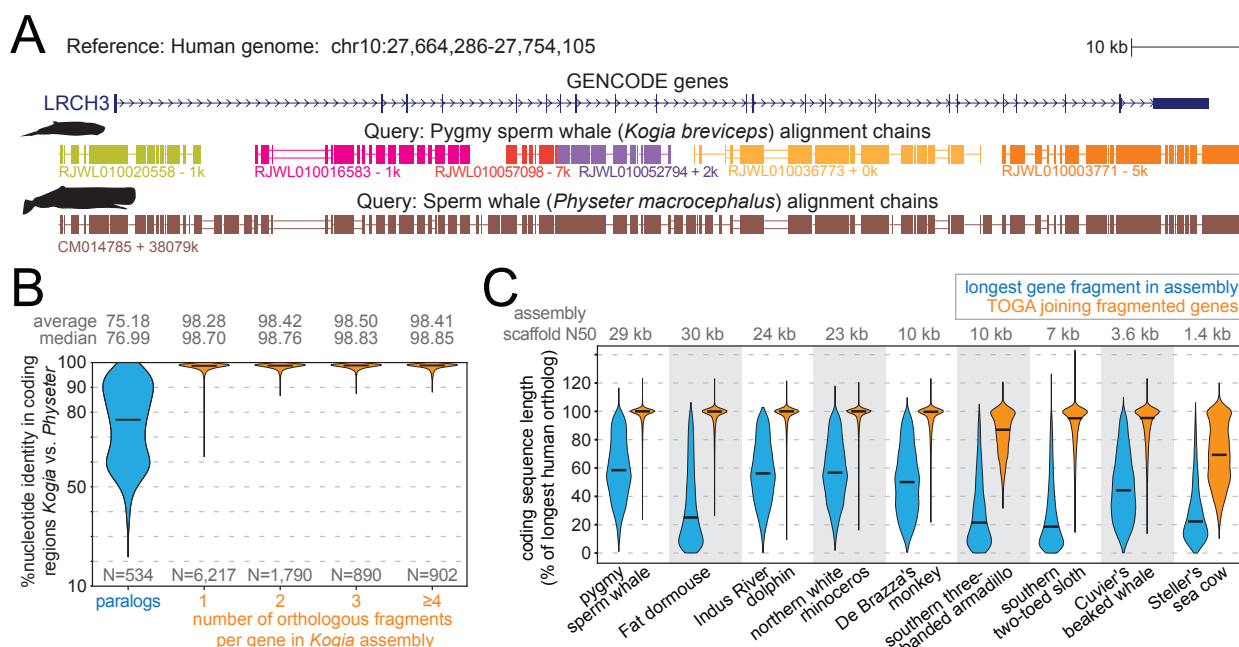 A
Reference: Human genome: chr10:27,664,286-27,754,105
10 kb
GENCODE genes
LRCH3
Query: Pygmy sperm whale (Kogia breviceps) alignment chains
RJWL010020558 - 1k
RJWL010016583 - 1k
RJWL010057098 - 7k
RJWL010052794 + 2k
RJWL010036773 + 0k
RJWL010003771 - 5k
Query: Sperm whale (Physeter macrocephalus) alignment chains
CM014785 + 38079k
B
average 75.18 98.28 98.42 98.50 98.41
median 76.99 98.70 98.76 98.83 98.85
%nucleotide identity in coding
regions Kogia vs. Physeter
100
90
80
50
10
N=534 N=6,217 N=1,790 N=890 N=902
paralogs 1 2 3 ≥4
number of orthologous fragments
per gene in Kogia assembly
C
longest gene fragment in assembly
TOGA joining fragmented genes
assembly
scaffold N50 29 kb 30 kb 24 kb 23 kb 10 kb 10 kb 7 kb 3.6 kb 1.4 kb
coding sequence length
(% of longest human ortholog)
120
100
80
60
40
20
0
pygmy
sperm whale
Fat dormouse
Indus River
dolphin
northern white
rhinoceros
De Brazza's
monkey
southern three-
banded armadillo
southern
two-toed sloth
Cuvier's
beaked whale
Steller's
sea cow